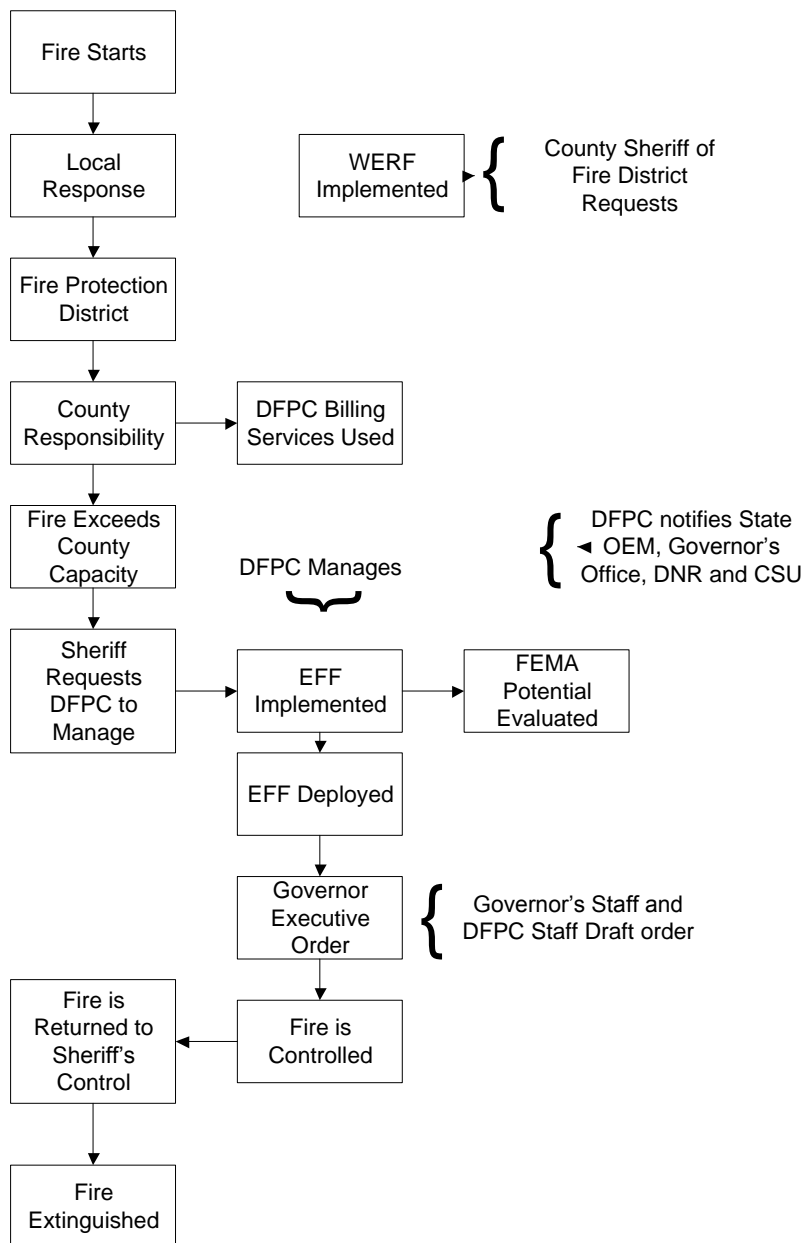 Fire Starts
Local
Response
WERF
Implemented
County Sheriff of
Fire District
Requests
Fire Protection
District
County
Responsibility
DFPC Billing
Services Used
Fire Exceeds
County
Capacity
DFPC Manages
DFPC notifies State
OEM, Governor's
Office, DNR and CSU
Sheriff
Requests
DFPC to
Manage
EFF
Implemented
FEMA
Potential
Evaluated
EFF Deployed
Governor
Executive
Order
Governor's Staff and
DFPC Staff Draft order
Fire is
Controlled
Fire is
Returned to
Sheriff's
Control
Fire
Extinguished